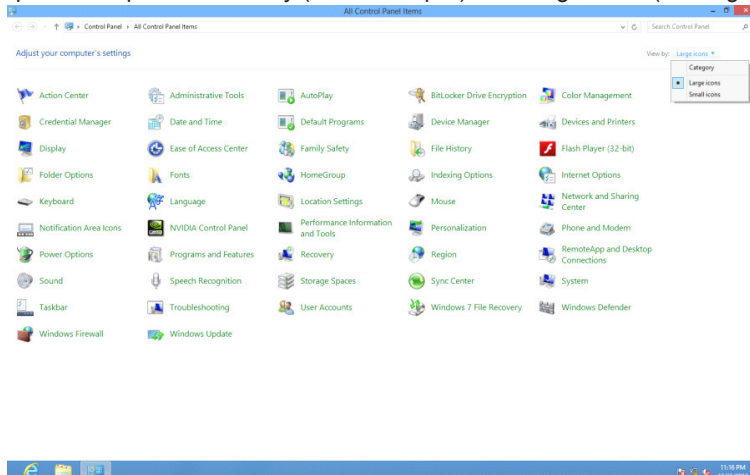 All Control Panel Items
Control Panel › All Control Panel Items
Search Control Panel
Adjust your computer's settings
View by: Large icons
Category
Large icons
Small icons
Action Center
Administrative Tools
AutoPlay
BitLocker Drive Encryption
Color Management
Credential Manager
Date and Time
Default Programs
Device Manager
Devices and Printers
Display
Ease of Access Center
Family Safety
File History
Flash Player (32-bit)
Folder Options
Fonts
HomeGroup
Indexing Options
Internet Options
Keyboard
Language
Location Settings
Mouse
Network and Sharing
Center
Notification Area Icons
NVIDIA Control Panel
Performance Information
and Tools
Personalization
Phone and Modem
Power Options
Programs and Features
Recovery
Region
RemoteApp and Desktop
Connections
Sound
Speech Recognition
Storage Spaces
Sync Center
System
Taskbar
Troubleshooting
User Accounts
Windows 7 File Recovery
Windows Defender
Windows Firewall
Windows Update
11:16 PM